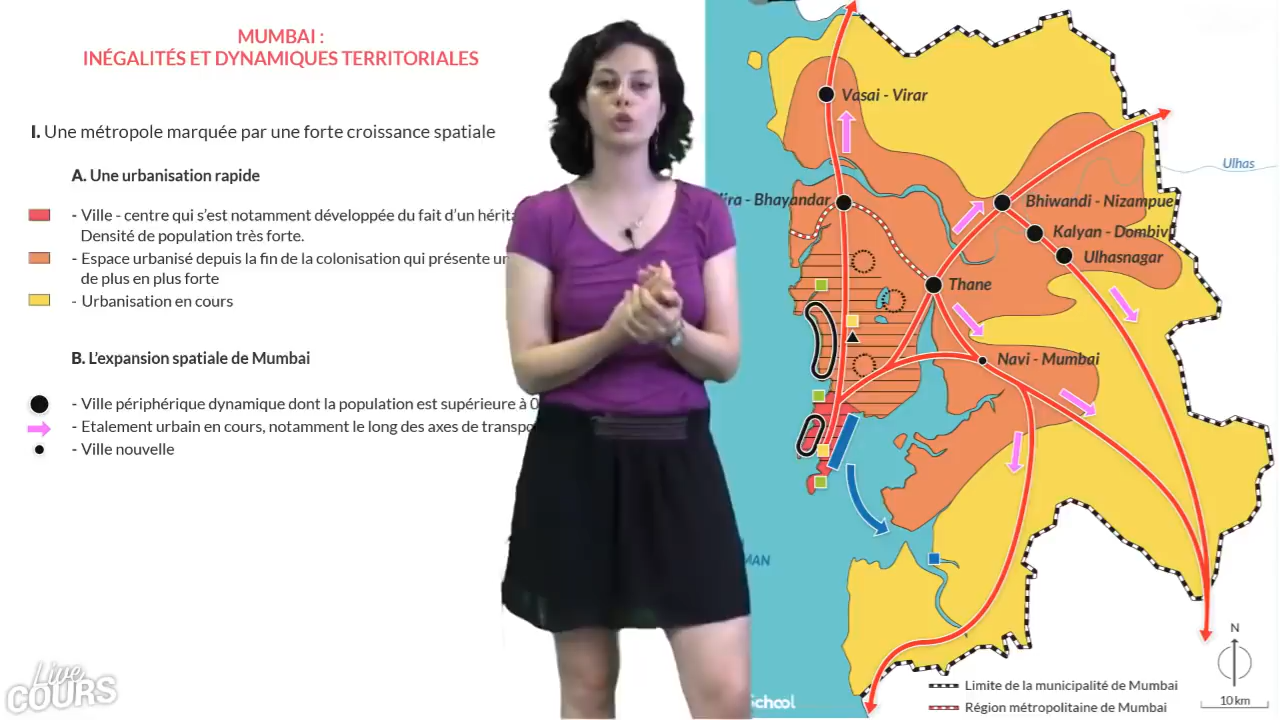 MUMBAI :
INÉGALITÉS ET DYNAMIQUES TERRITORIALES
I. Une métropole marquée par une forte croissance spatiale
A. Une urbanisation rapide
- Ville - centre qui s'est notamment développée du fait d'un
Densité de population très forte.
- Espace urbanisé depuis la fin de la colonisation qui présente
de plus en plus forte
- Urbanisation en cours
B. L'expansion spatiale de Mumbai
- Ville périphérique dynamique dont la population est supérieure à 0
- Etalement urbain en cours, notamment le long des axes de
- Ville nouvelle
Live
COURS
Vasai - Virar
Ulhas
ira - Bhayandar
Bhiwandi - Nizampue
Kalyan - Dombiv
Ulhasnagar
Thane
Navi - Mumbai
MAN
N
10 km
Limite de la municipalité de Mumbai
Région métropolitaine de Mumbai
School